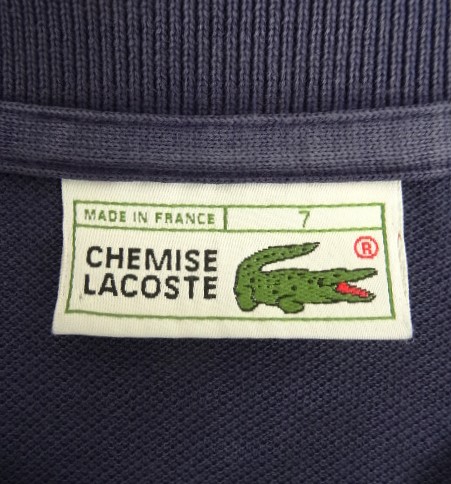 MADE IN FRANCE 7
CHEMISE
LACOSTE
®